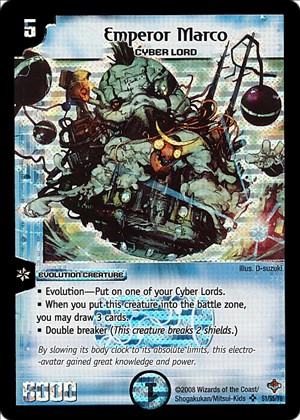 5
Emperor Marco
CYBER LORD
illus. D-suzuki
EVOLUTION CREATURE
▪ Evolution—Put on one of your Cyber Lords.
▪ When you put this creature into the battle zone,
you may draw 3 cards.
▪ Double breaker (This creature breaks 2 shields.)
By slowing its body clock to its absolute limits, this electro-
avatar gained great knowledge and power.
1
©2008 Wizards of the Coast/
Shogakukan/Mitsui-Kids